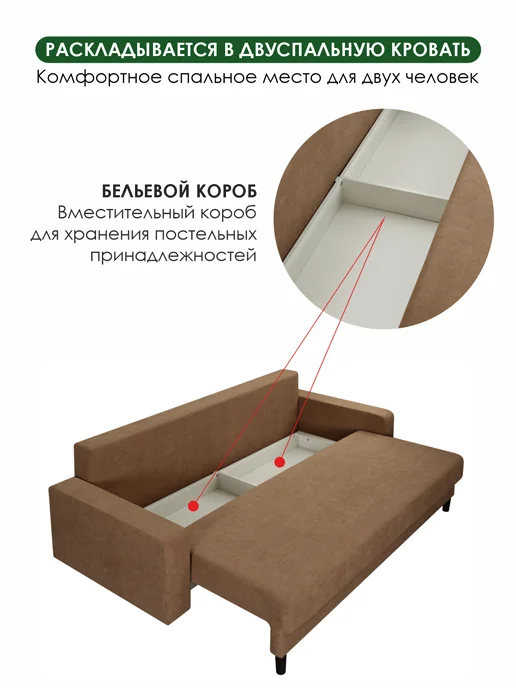 РАСКЛАДЫВАЕТСЯ В ДВУСПАЛЬНУЮ КРОВАТЬ
Комфортное спальное место для двух человек
БЕЛЬЕВОЙ КОРОБ
Вместительный короб
для хранения постельных
принадлежностей